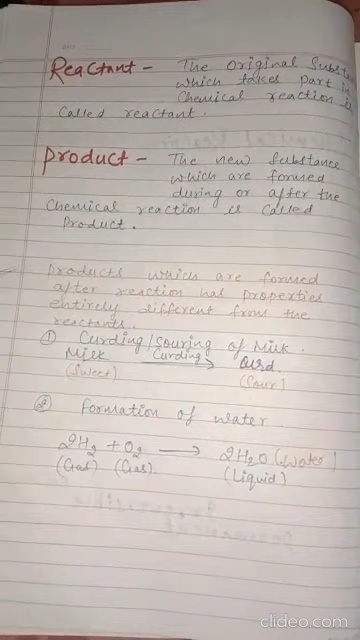 Reactant - The original Substan
which takes part in
Chemical reaction is
called reactant.
Product - The new Substance
which are formed
during or after the
Chemical reaction is called
Product.
Products which are formed
after reaction has properties
entirely different from the
reactants.
① Curding/Souring of Milk.
Milk Curding → Curd
(Sweet) (Sour)
② Formation of water.
2H₂ + O₂ → 2H₂O (Water)
(Gas) (Gas) (Liquid)
clideo.com